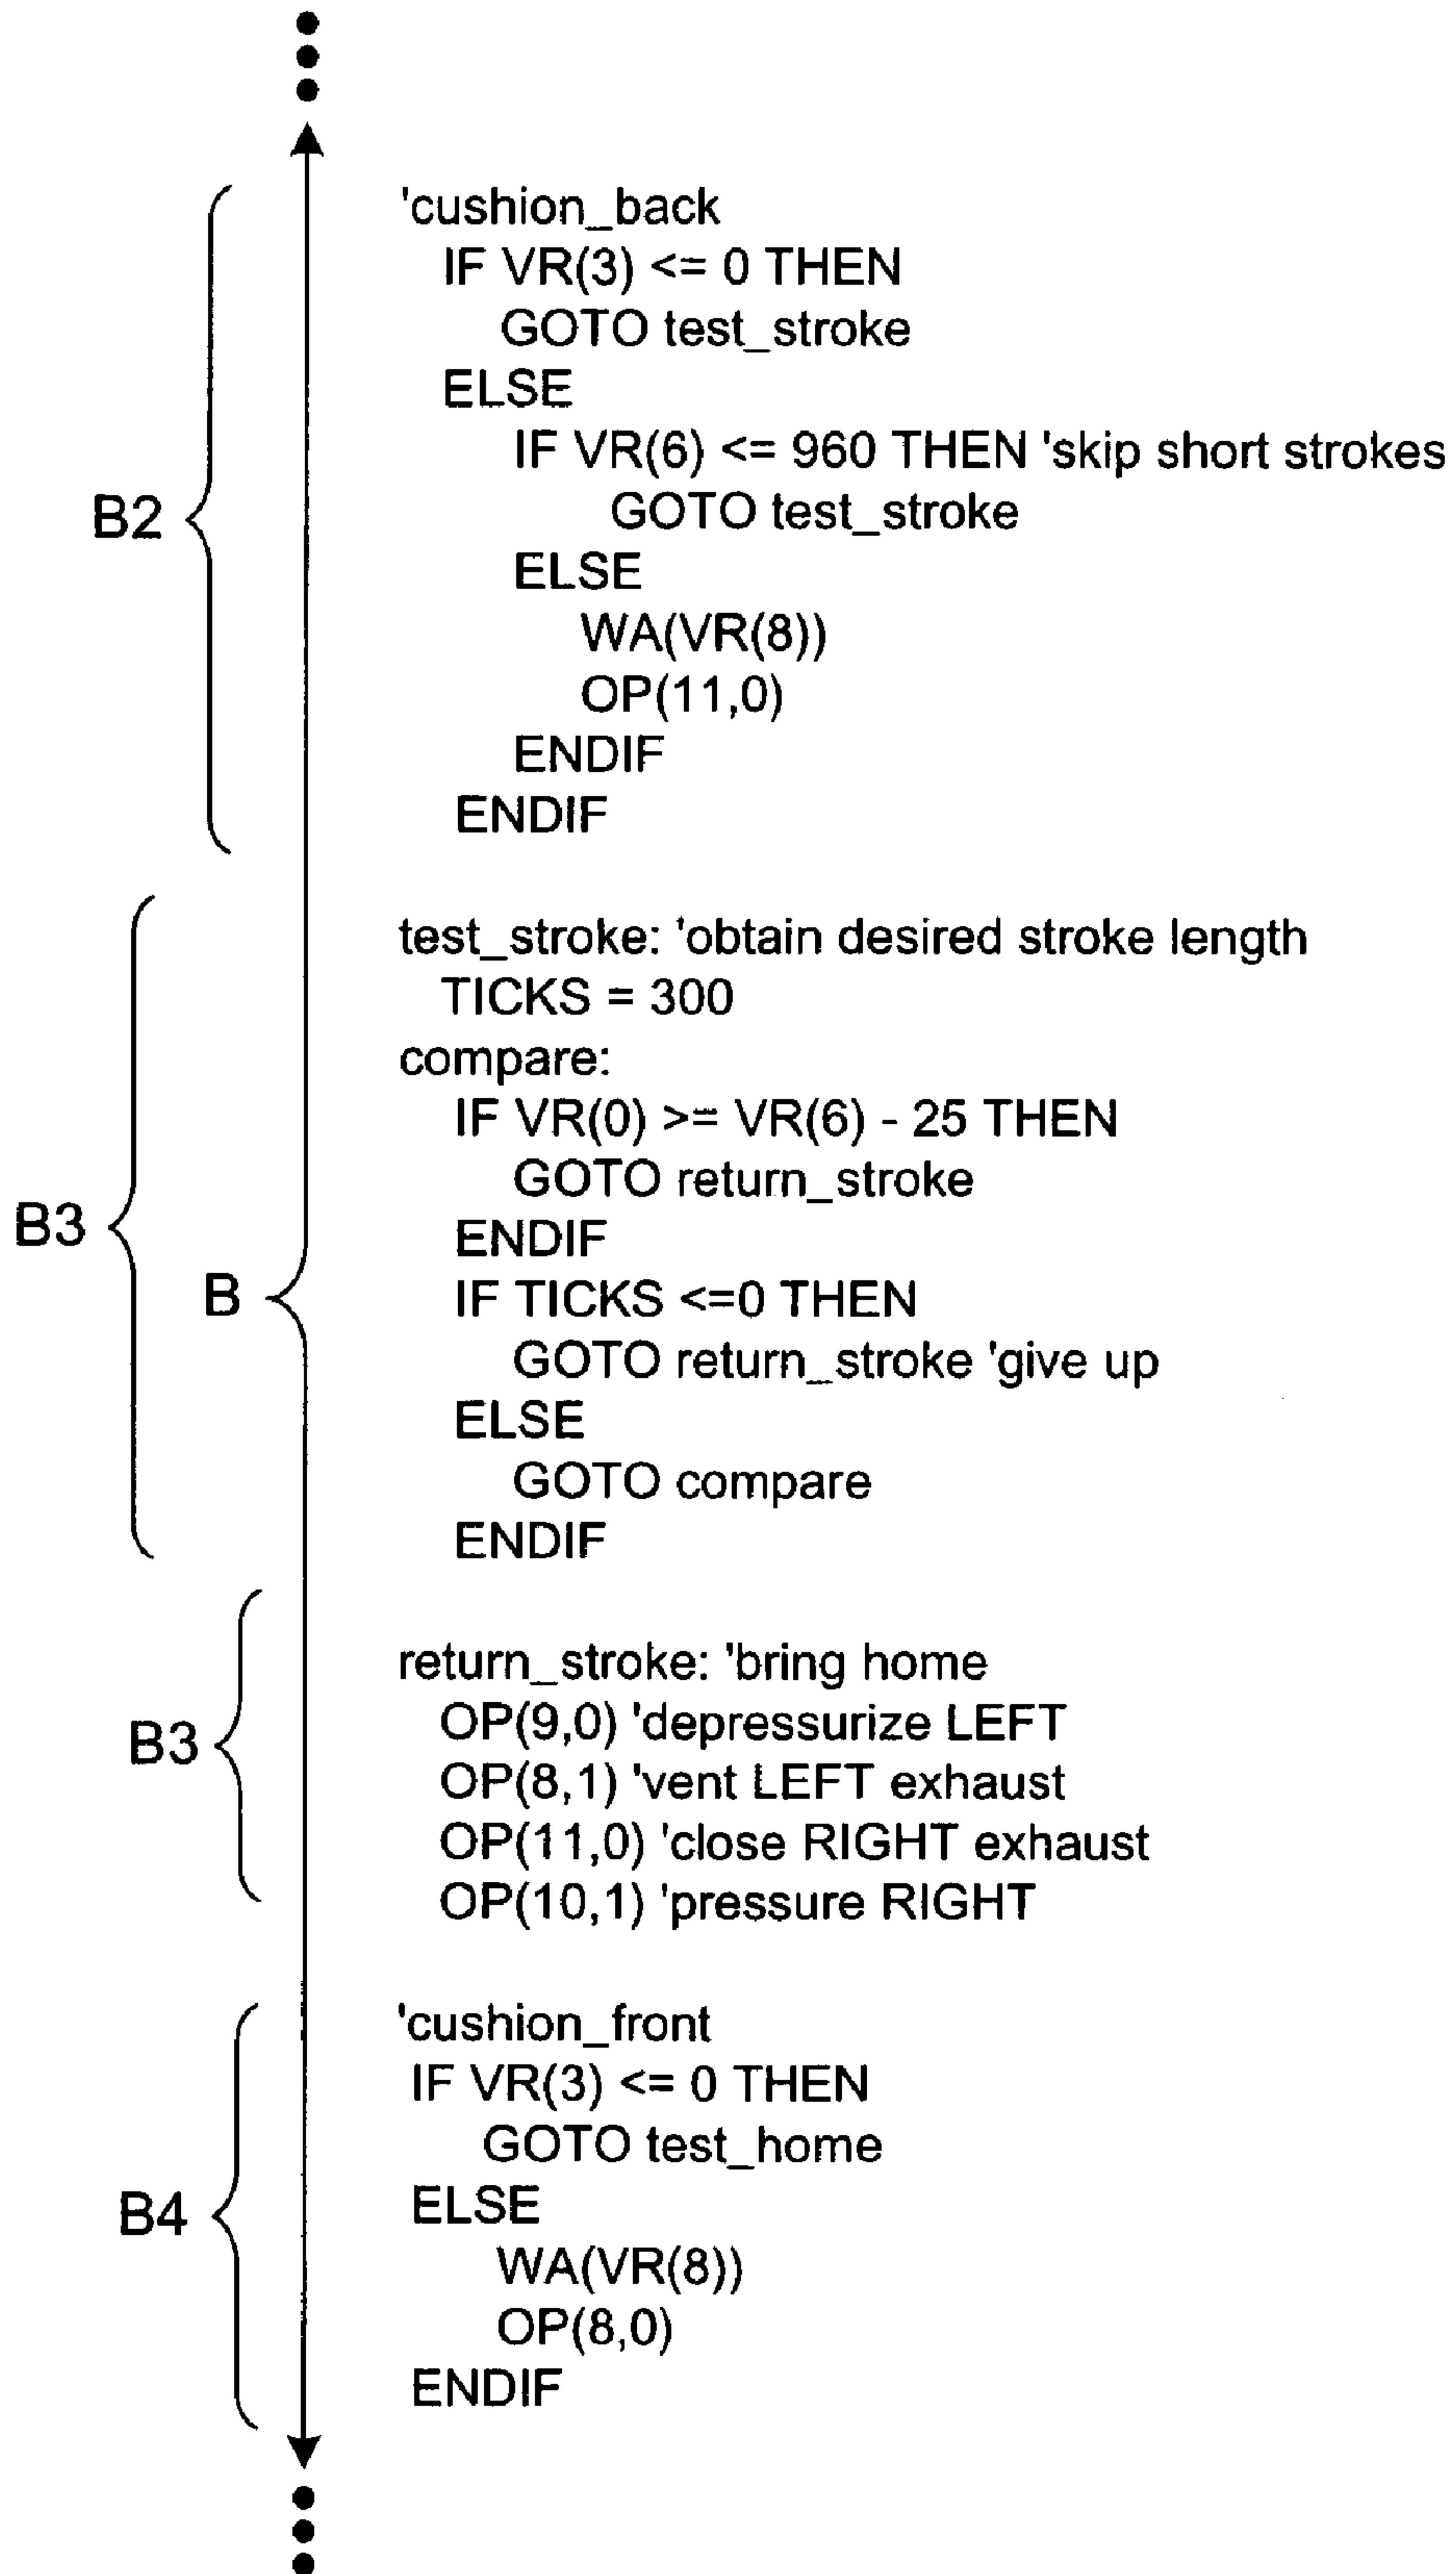 'cushion_back
IF VR(3) <= 0 THEN
GOTO test_stroke
ELSE
IF VR(6) <= 960 THEN 'skip short strokes
GOTO test_stroke
B2
ELSE
WA(VR(8))
OP(11,0)
ENDIF
ENDIF
test_stroke: 'obtain desired stroke length
TICKS = 300
compare:
IF VR(0) >= VR(6) - 25 THEN
GOTO return_stroke
B3
ENDIF
B
IF TICKS <=0 THEN
GOTO return_stroke 'give up
ELSE
GOTO compare
ENDIF
return_stroke: 'bring home
OP(9,0) 'depressurize LEFT
B3
OP(8,1) 'vent LEFT exhaust
OP(11,0) 'close RIGHT exhaust
OP(10,1) 'pressure RIGHT
'cushion_front
IF VR(3) <= 0 THEN
GOTO test_home
ELSE
B4
WA(VR(8))
OP(8,0)
ENDIF